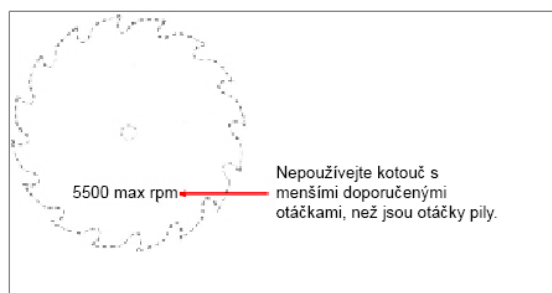 5500 max rpm
Nepoužívejte kotouč s
menšími doporučenými
otáčkami, než jsou otáčky pily.